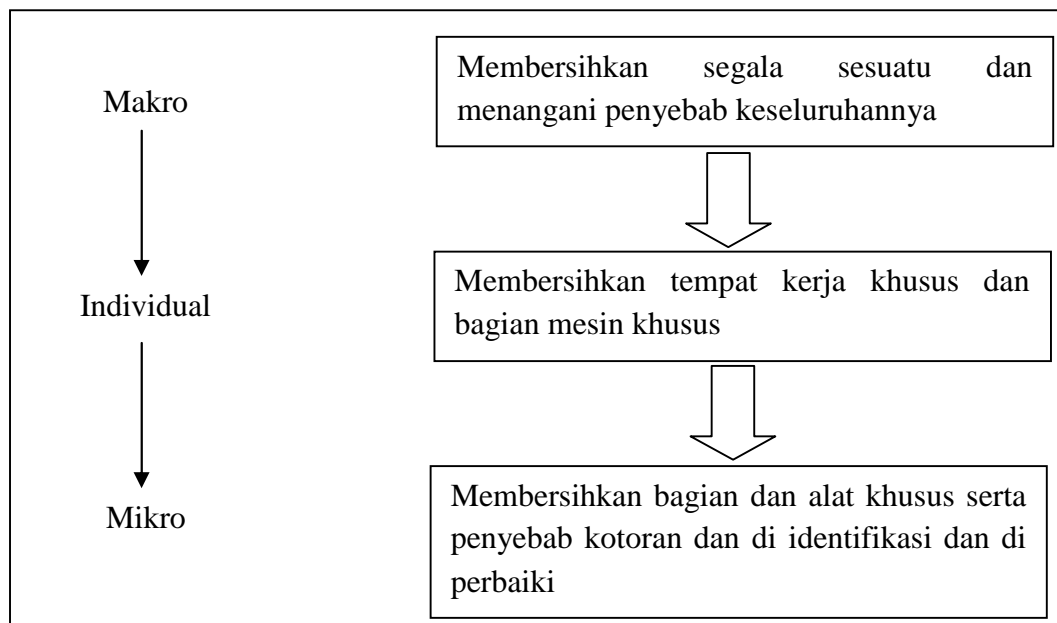 Makro
Membersihkan segala sesuatu dan
menangani penyebab keseluruhannya
Individual
Membersihkan tempat kerja khusus dan
bagian mesin khusus
Mikro
Membersihkan bagian dan alat khusus serta
penyebab kotoran dan di identifikasi dan di
perbaiki